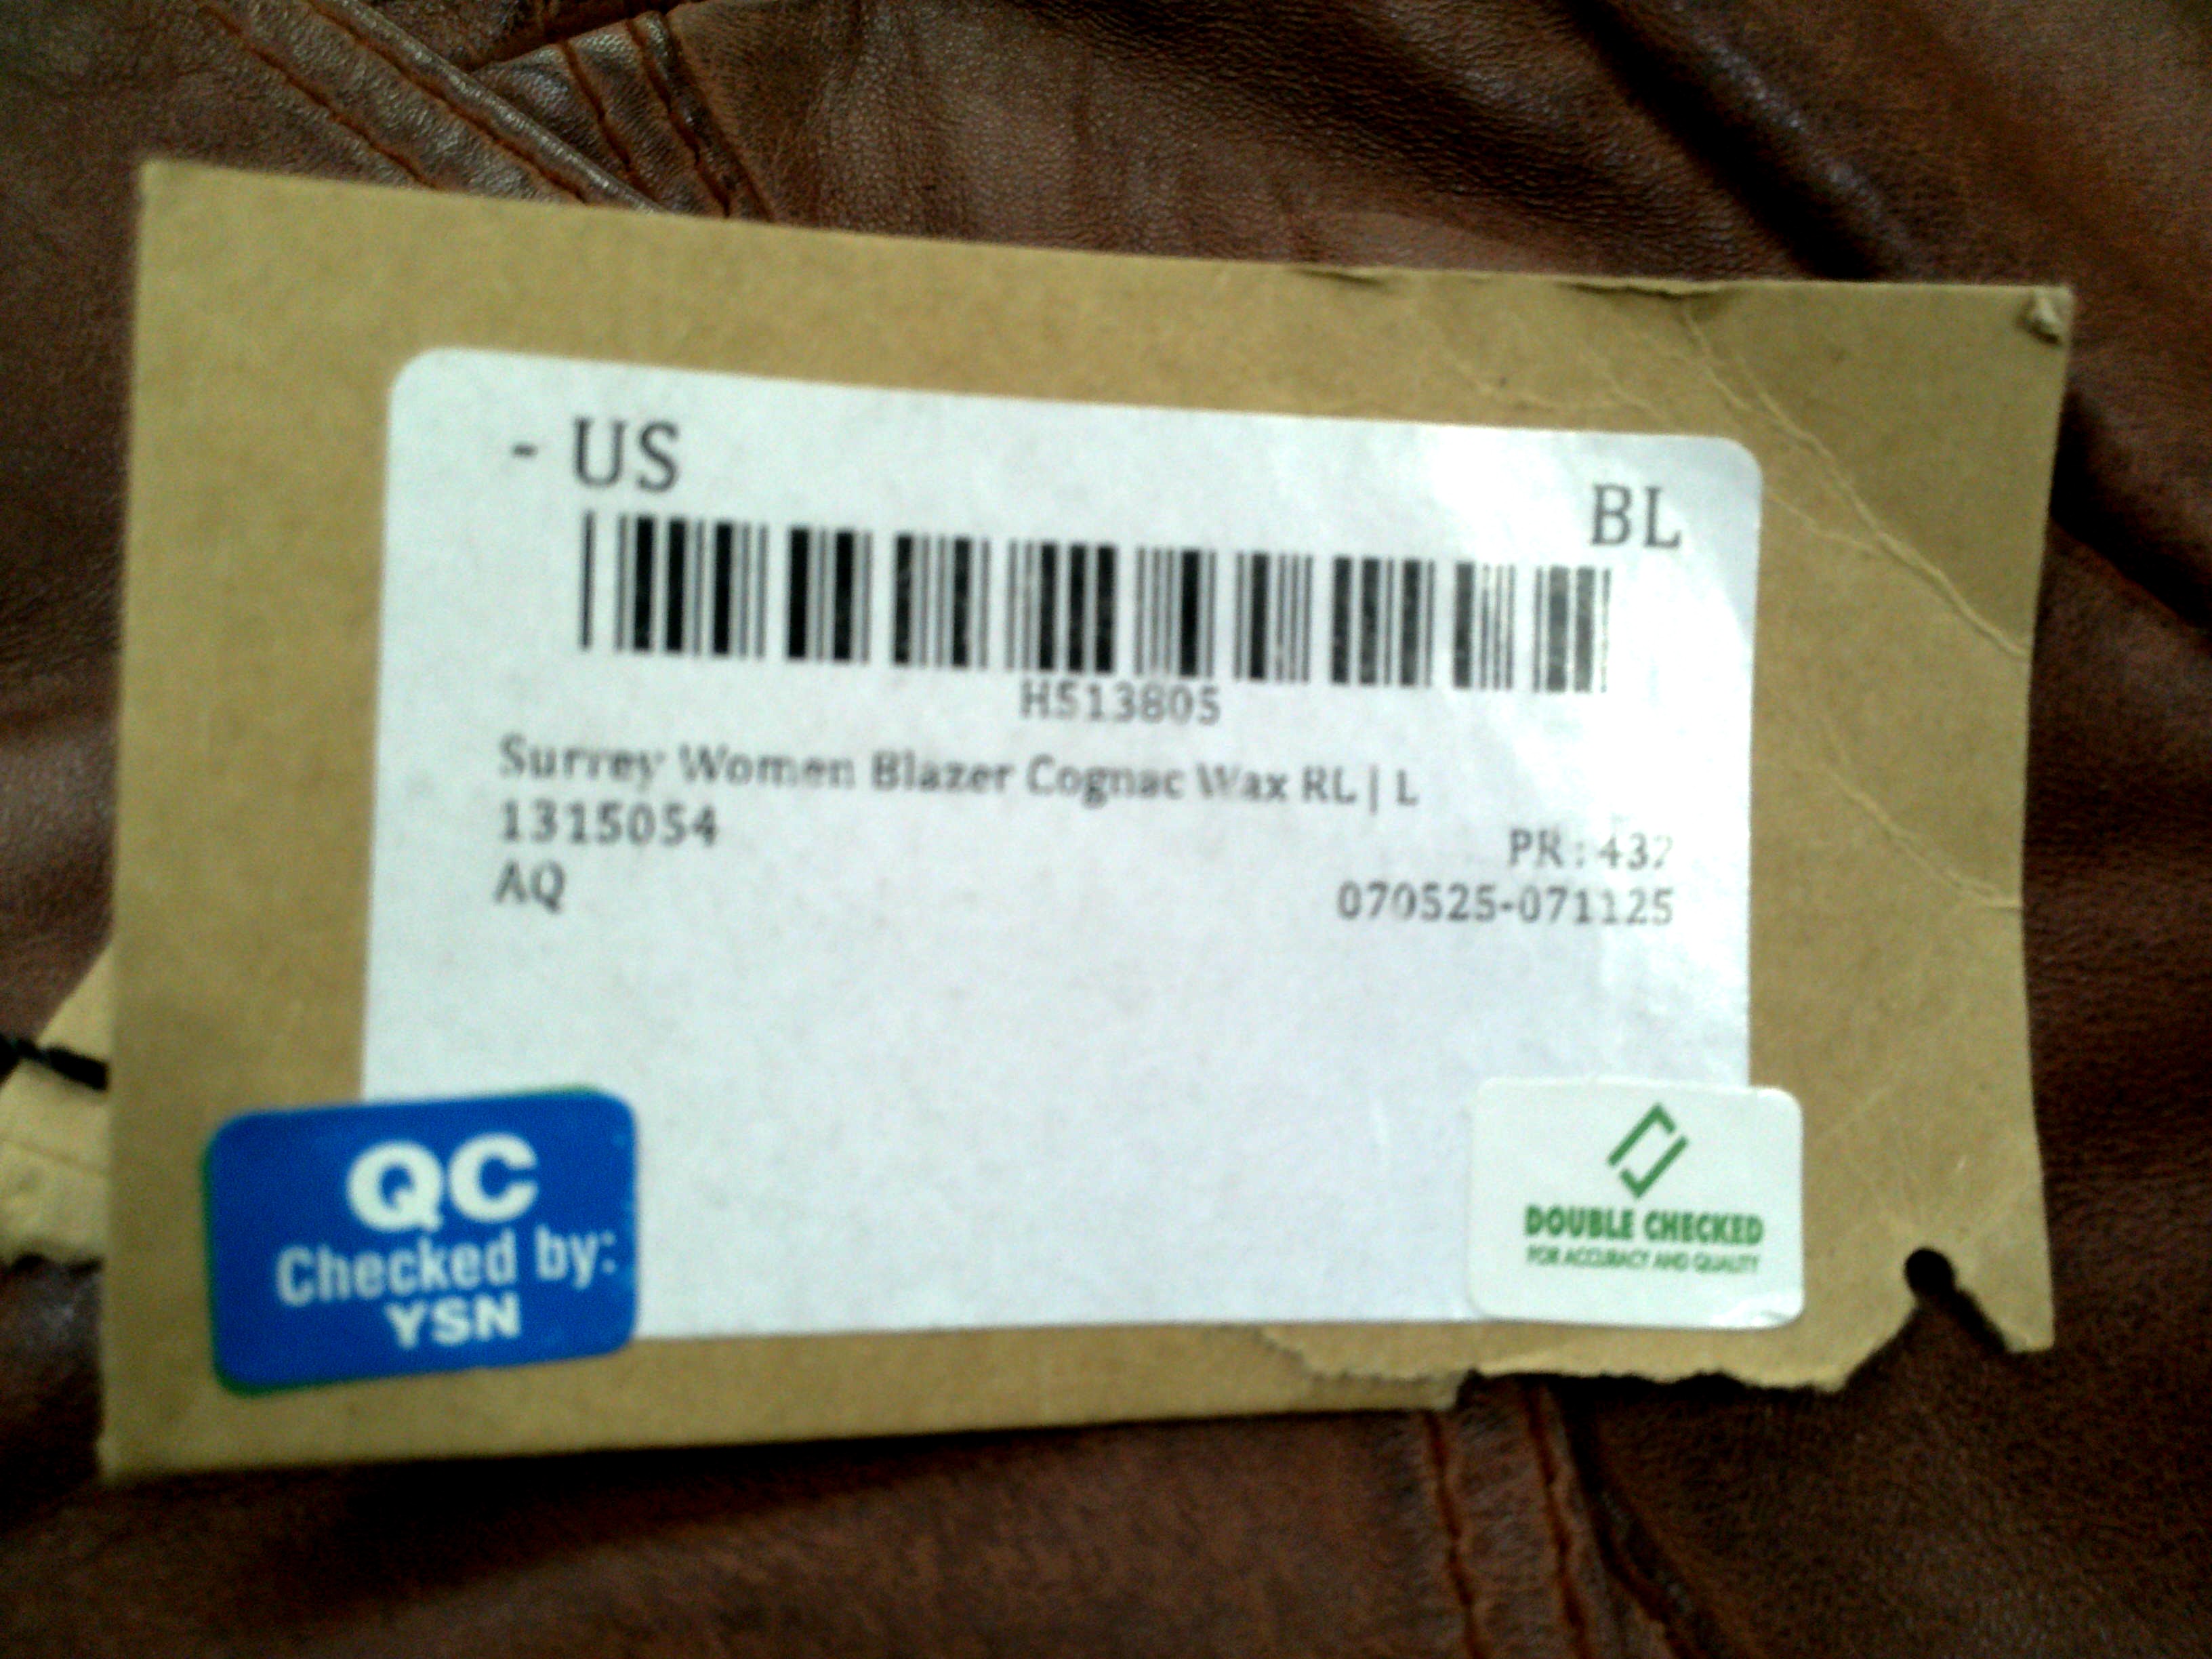 - US
BL
H513805
Surrey Women Blazer Cognac Wax RL | L
1315054
PR : 437
AQ
070525-071125
QC
Checked by:
YSN
DOUBLE CHECKED
FOR ACCURACY AND QUALITY